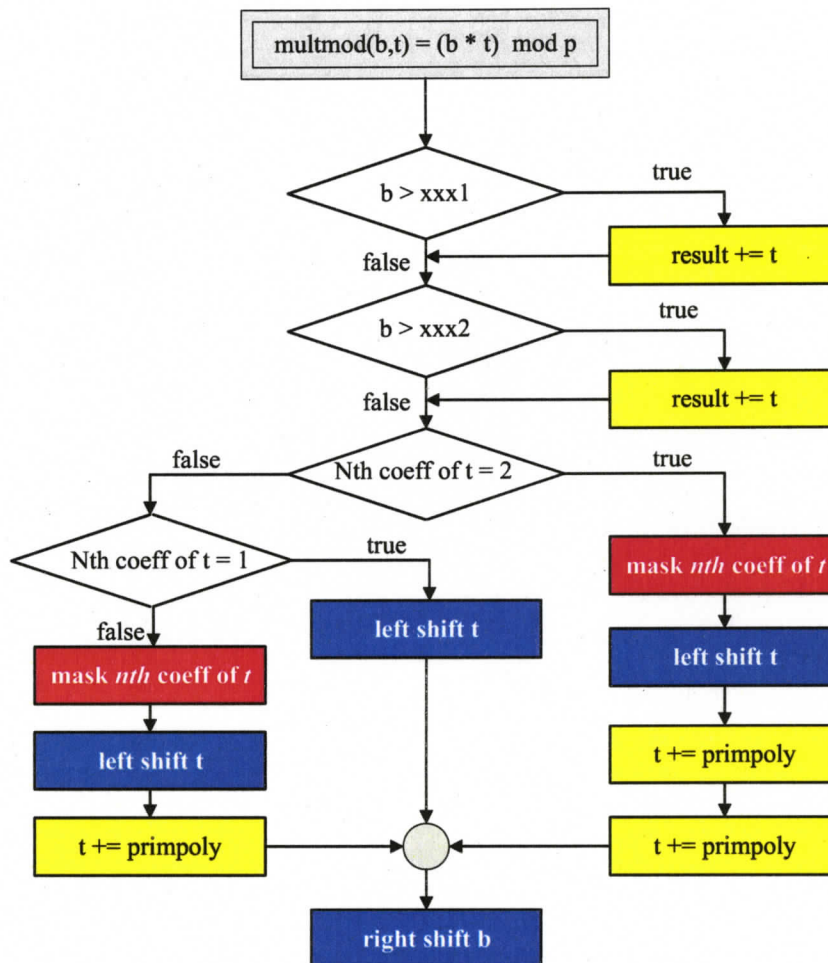 multmod(b,t) = (b * t) mod p
b > xxx1
true
false
result += t
b > xxx2
true
false
result += t
Nth coeff of t = 2
false
true
Nth coeff of t = 1
true
false
mask nth coeff of t
left shift t
t += primpoly
left shift t
mask nth coeff of t
left shift t
t += primpoly
t += primpoly
right shift b